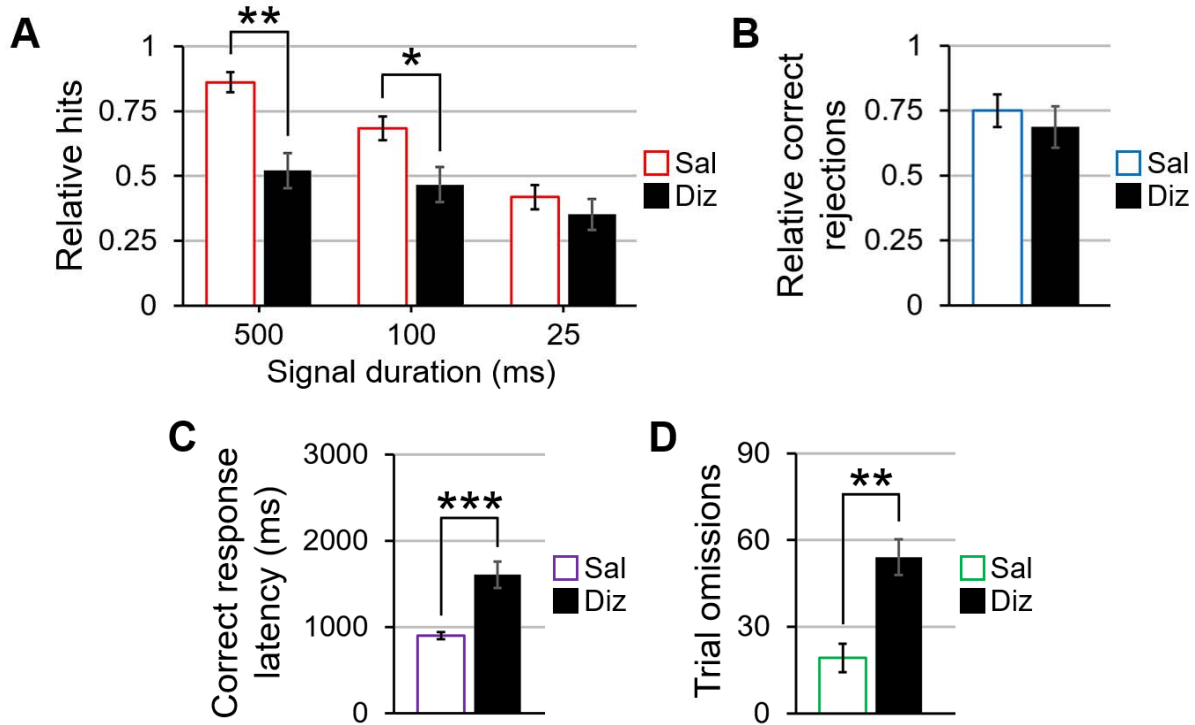 A
**
*
1
0.75
0.5
0.25
0
Relative hits
500 100 25
Signal duration (ms)
Sal
Diz
B
1
0.75
0.5
0.25
0
Relative correct
rejections
Sal
Diz
C
***
3000
2000
1000
0
Correct response
latency (ms)
Sal
Diz
D
**
90
60
30
0
Trial omissions
Sal
Diz